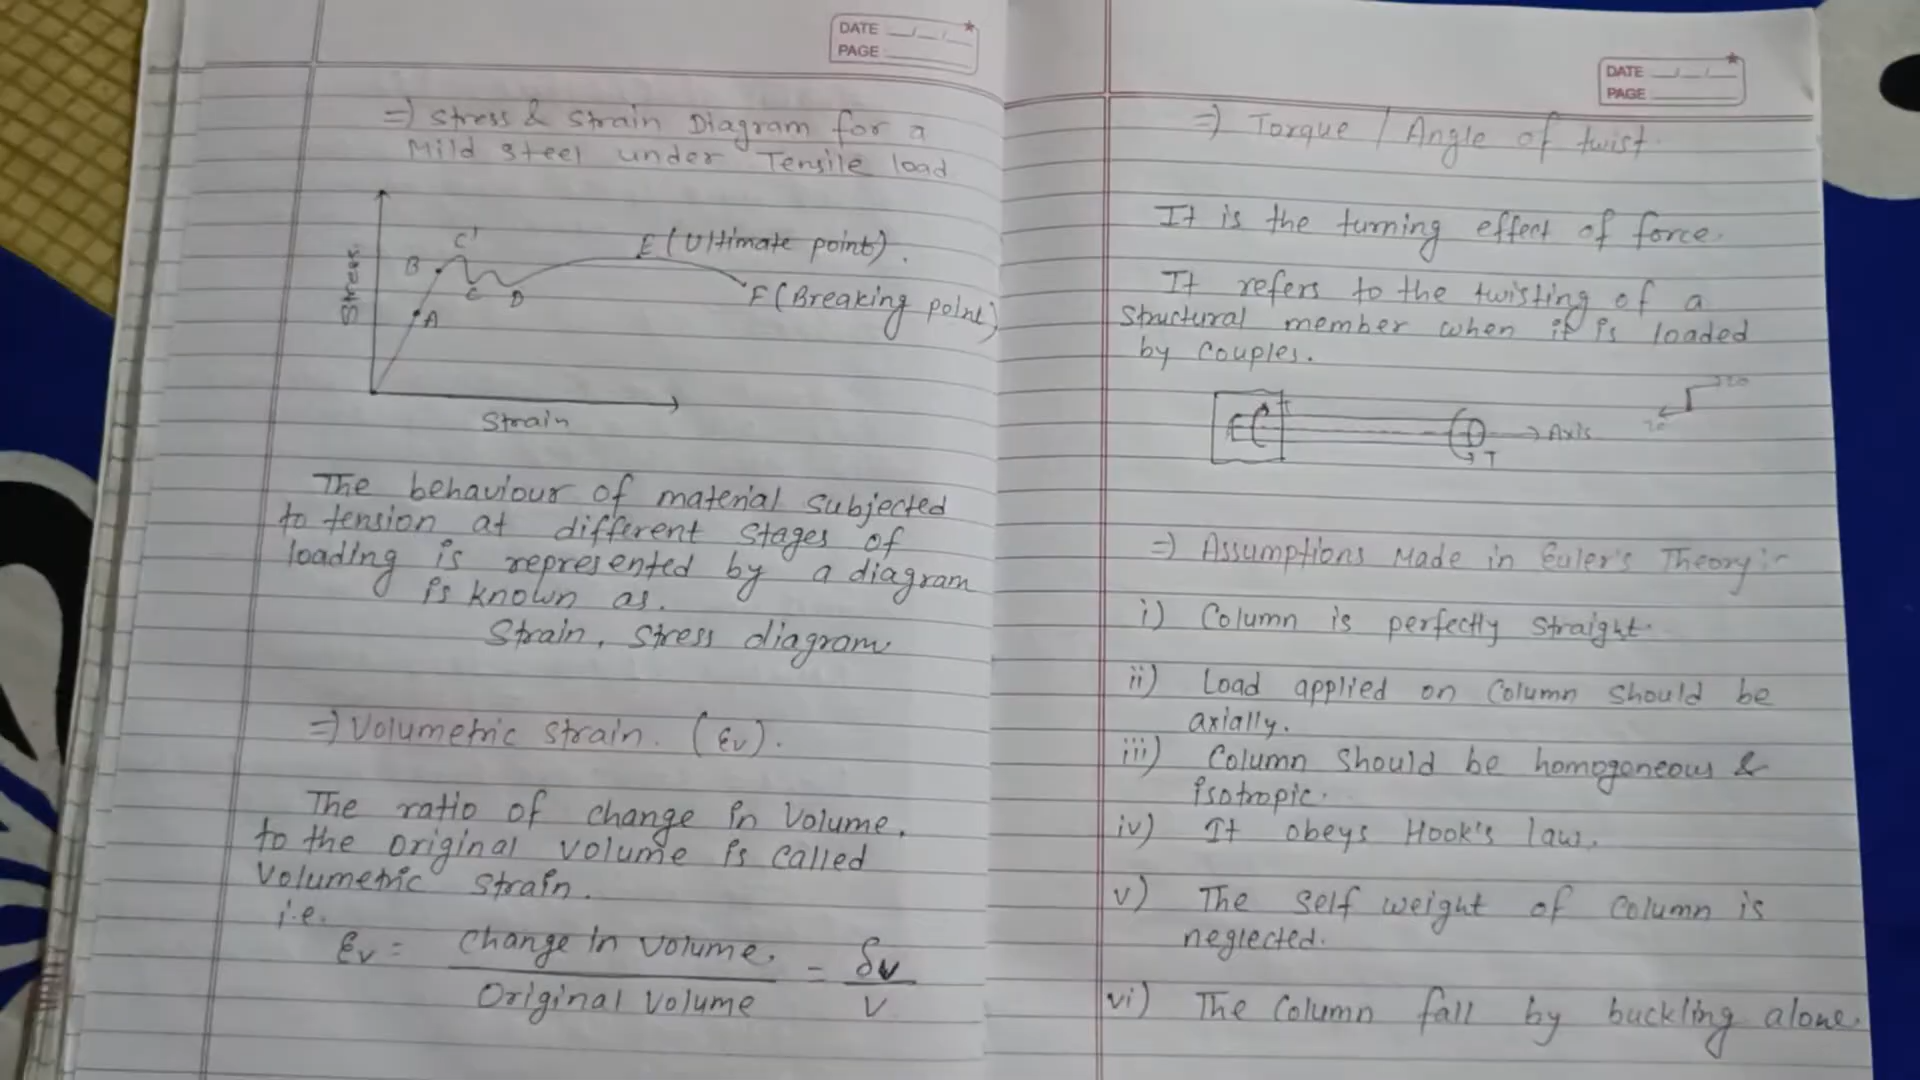 DATE
PAGE
=) Stress & Strain Diagram for a
Mild steel under Tensile load
Stress
C'
B
E (Ultimate point).
C
D
F (Breaking point)
A
Strain
The behaviour of material subjected
to tension at different stages of
loading is represented by a diagram
is known as.
Strain, stress diagram
=) Volumetric strain. (εv).
The ratio of change in Volume.
to the original volume is called
Volumetric strain.
i.e.
εv = Change in volume. / Original volume = δv / V
DATE
PAGE
=) Torque / Angle of twist.
It is the turning effect of force.
It refers to the twisting of a
structural member when it is loaded
by couples.
Axis
T
=) Assumptions Made in Euler's Theory:-
i) Column is perfectly straight.
ii) Load applied on Column should be
axially.
iii) Column should be homogeneous &
isotropic.
iv) It obeys Hook's law.
v) The self weight of column is
neglected.
vi) The Column fall by buckling alone.